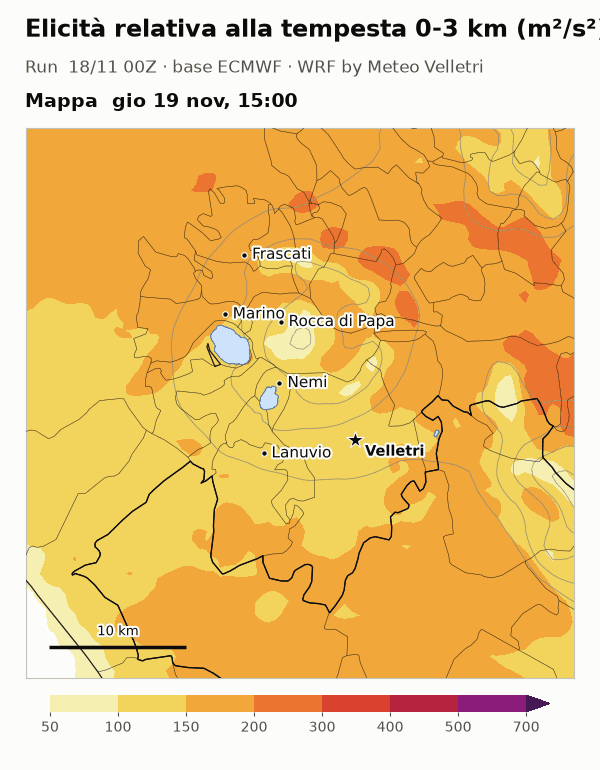 Elicità relativa alla tempesta 0-3 km (m²/s²)
Run  18/11 00Z · base ECMWF · WRF by Meteo Velletri
Mappa  gio 19 nov, 15:00
Frascati
Marino
Rocca di Papa
Nemi
Velletri
Lanuvio
10 km
50 100 150 200 300 400 500 700